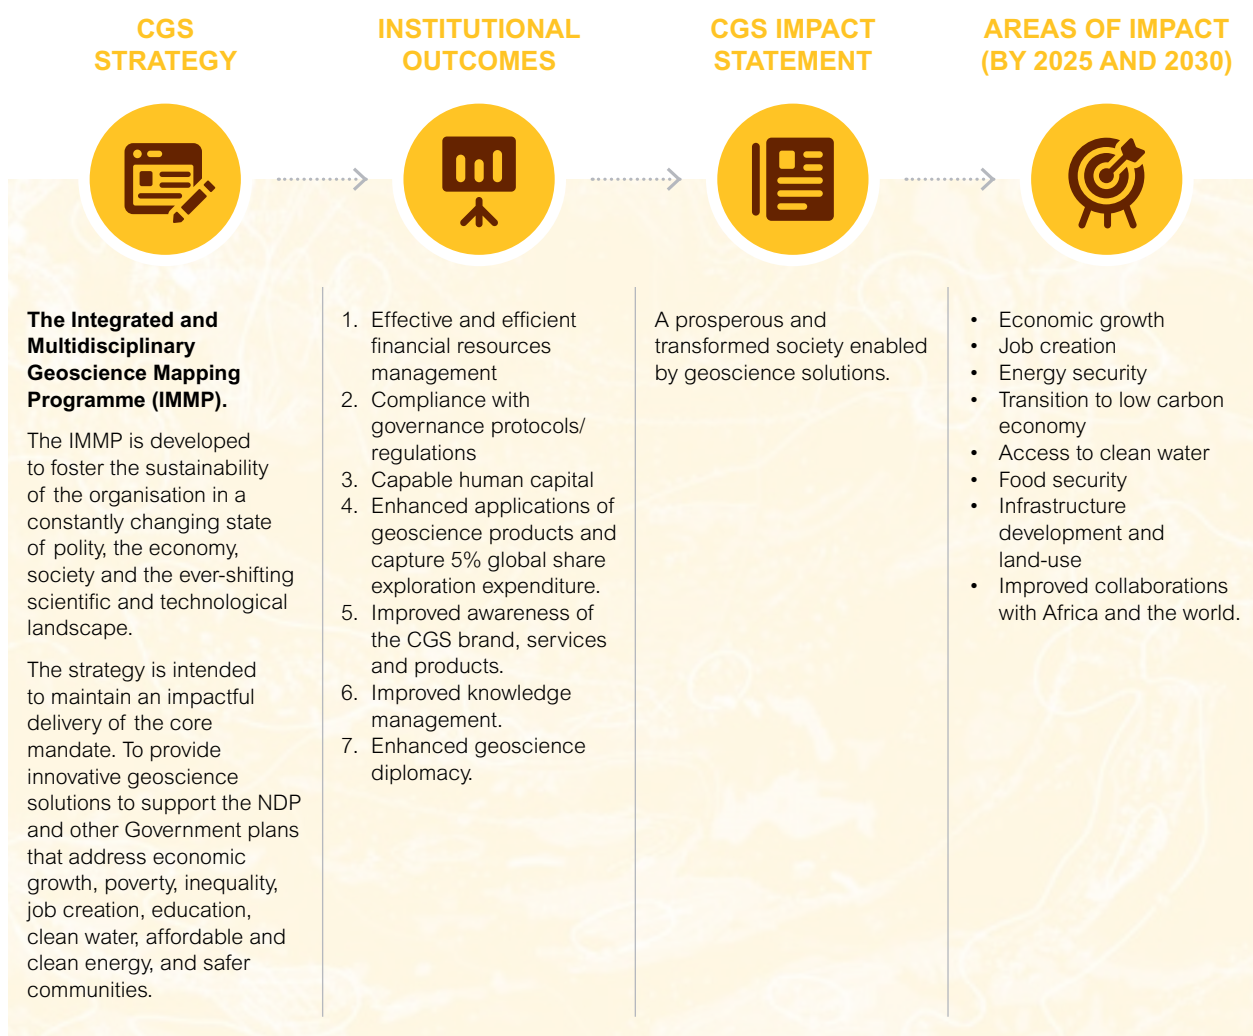 CGS
STRATEGY
INSTITUTIONAL
OUTCOMES
CGS IMPACT
STATEMENT
AREAS OF IMPACT
(BY 2025 AND 2030)
The Integrated and
Multidisciplinary
Geoscience Mapping
Programme (IMMP).
The IMMP is developed
to foster the sustainability
of the organisation in a
constantly changing state
of polity, the economy,
society and the ever-shifting
scientific and technological
landscape.
The strategy is intended
to maintain an impactful
delivery of the core
mandate. To provide
innovative geoscience
solutions to support the NDP
and other Government plans
that address economic
growth, poverty, inequality,
job creation, education,
clean water, affordable and
clean energy, and safer
communities.
1. Effective and efficient
financial resources
management
2. Compliance with
governance protocols/
regulations
3. Capable human capital
4. Enhanced applications of
geoscience products and
capture 5% global share
exploration expenditure.
5. Improved awareness of
the CGS brand, services
and products.
6. Improved knowledge
management.
7. Enhanced geoscience
diplomacy.
A prosperous and
transformed society enabled
by geoscience solutions.
• Economic growth
• Job creation
• Energy security
• Transition to low carbon
economy
• Access to clean water
• Food security
• Infrastructure
development and
land-use
• Improved collaborations
with Africa and the world.